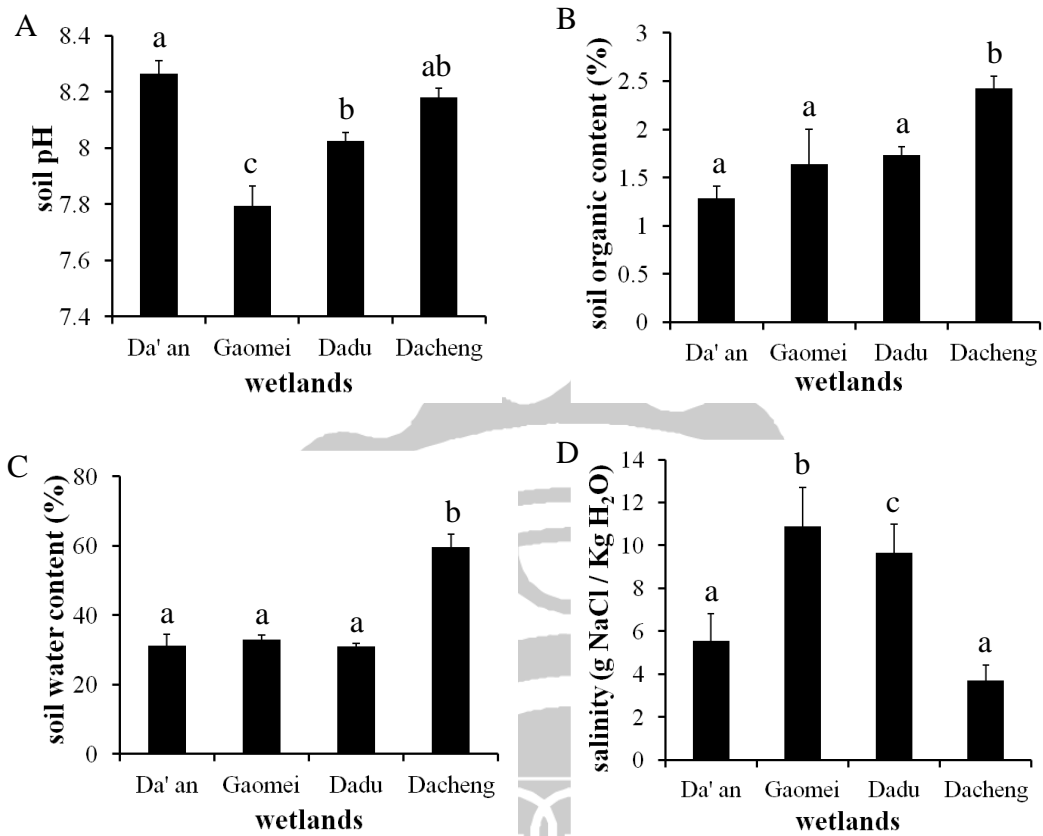 A
8.4
8.2
8
7.8
7.6
7.4
soil pH
a
c
b
ab
Da' an Gaomei Dadu Dacheng
wetlands
B
3
2.5
2
1.5
1
0.5
0
soil organic content (%)
a
a
a
b
Da' an Gaomei Dadu Dacheng
wetlands
C
80
60
40
20
0
soil water content (%)
a
a
a
b
Da' an Gaomei Dadu Dacheng
wetlands
D
14
12
10
8
6
4
2
0
salinity (g NaCl / Kg H₂O)
a
b
c
a
Da' an Gaomei Dadu Dacheng
wetlands